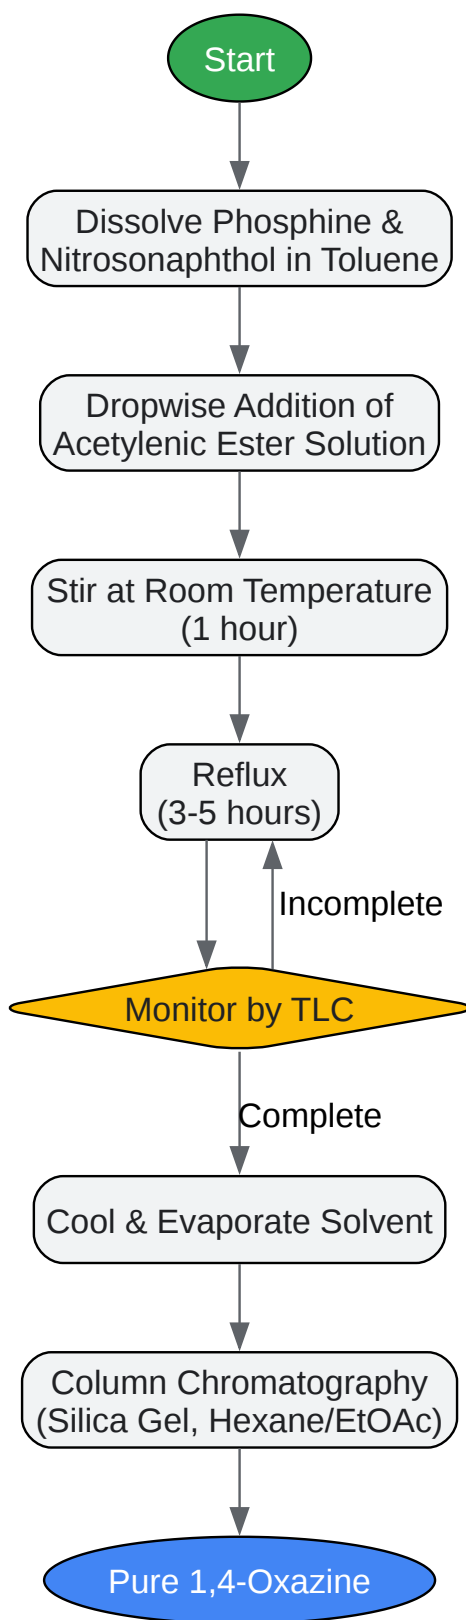 Start
Dissolve Phosphine &
Nitrosonaphthol in Toluene
Dropwise Addition of
Acetylenic Ester Solution
Stir at Room Temperature
(1 hour)
Reflux
(3-5 hours)
Incomplete
Monitor by TLC
Complete
Cool & Evaporate Solvent
Column Chromatography
(Silica Gel, Hexane/EtOAc)
Pure 1,4-Oxazine